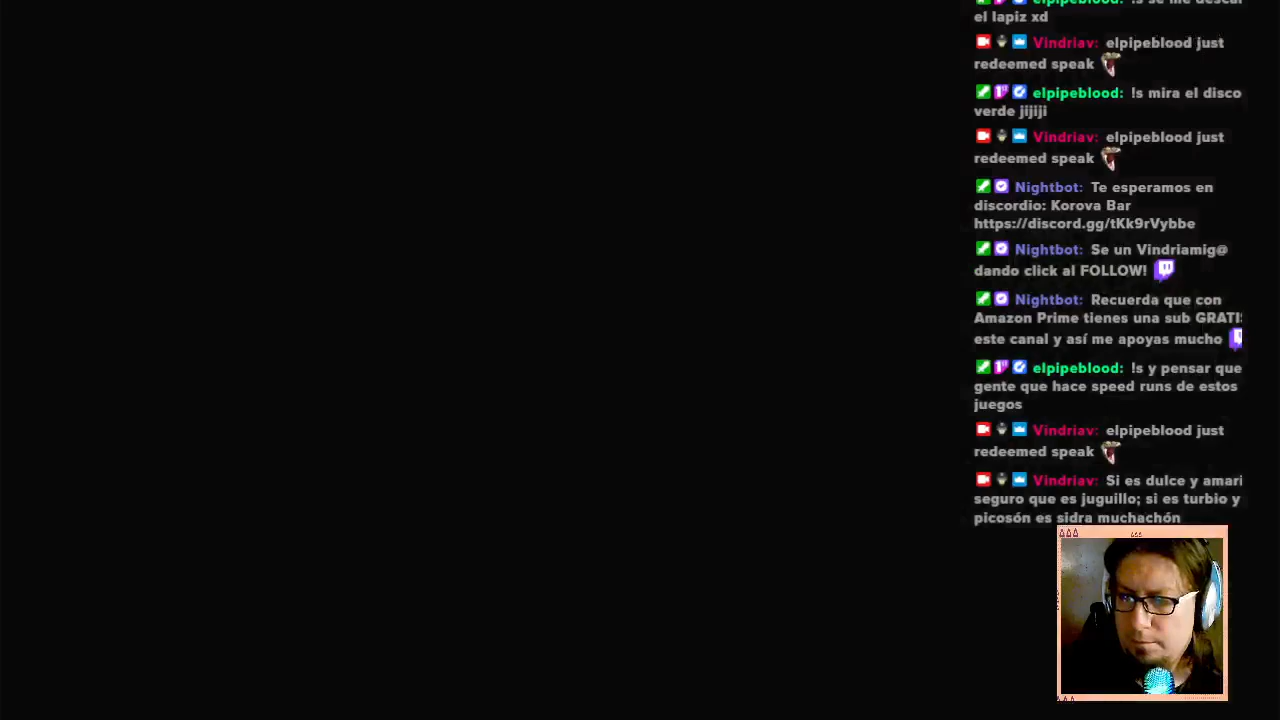 elpipeblood: !s se me descar
el lapiz xd
Vindriav: elpipeblood just
redeemed speak
elpipeblood: !s mira el disco
verde jijiji
Vindriav: elpipeblood just
redeemed speak
Nightbot: Te esperamos en
discordio: Korova Bar
https://discord.gg/tKk9rVybbe
Nightbot: Se un Vindriamig@
dando click al FOLLOW!
Nightbot: Recuerda que con
Amazon Prime tienes una sub GRATIS
este canal y así me apoyas mucho
elpipeblood: !s y pensar que
gente que hace speed runs de estos
juegos
Vindriav: elpipeblood just
redeemed speak
Vindriav: Si es dulce y amari
seguro que es juguillo; si es turbio y
picosón es sidra muchachón